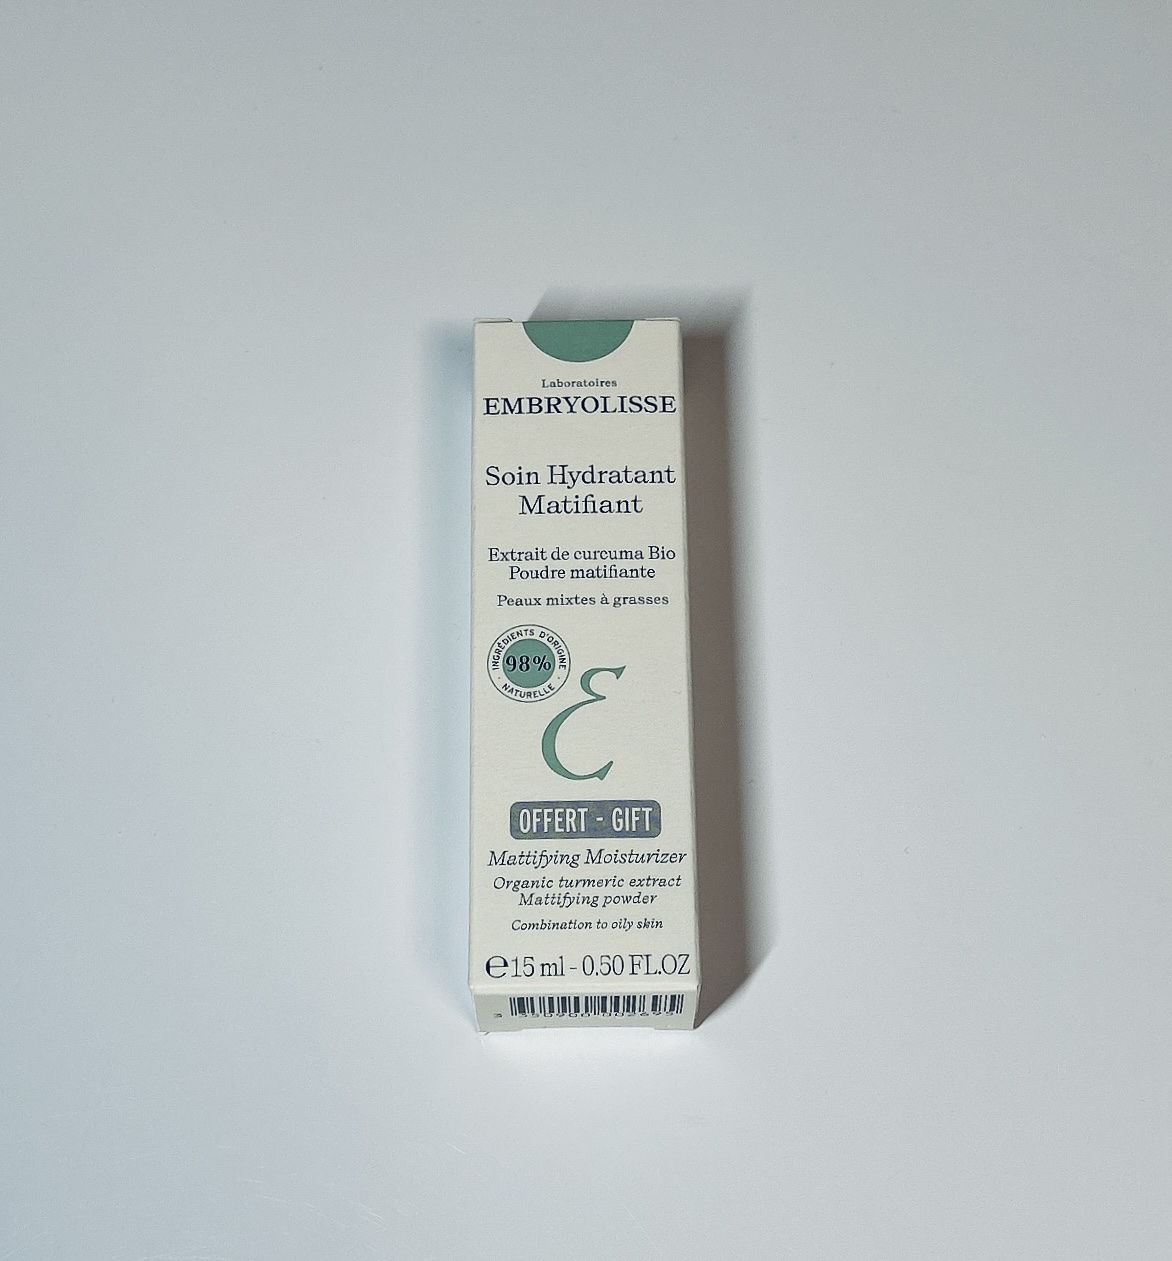 Laboratoires
EMBRYOLISSE
Soin Hydratant
Matifiant
Extrait de curcuma Bio
Poudre matifiante
Peaux mixtes à grasses
INGRÉDIENTS D'ORIGINE
98%
NATURELLE
OFFERT - GIFT
Mattifying Moisturizer
Organic turmeric extract
Mattifying powder
Combination to oily skin
℮ 15 ml - 0.50 FL.OZ